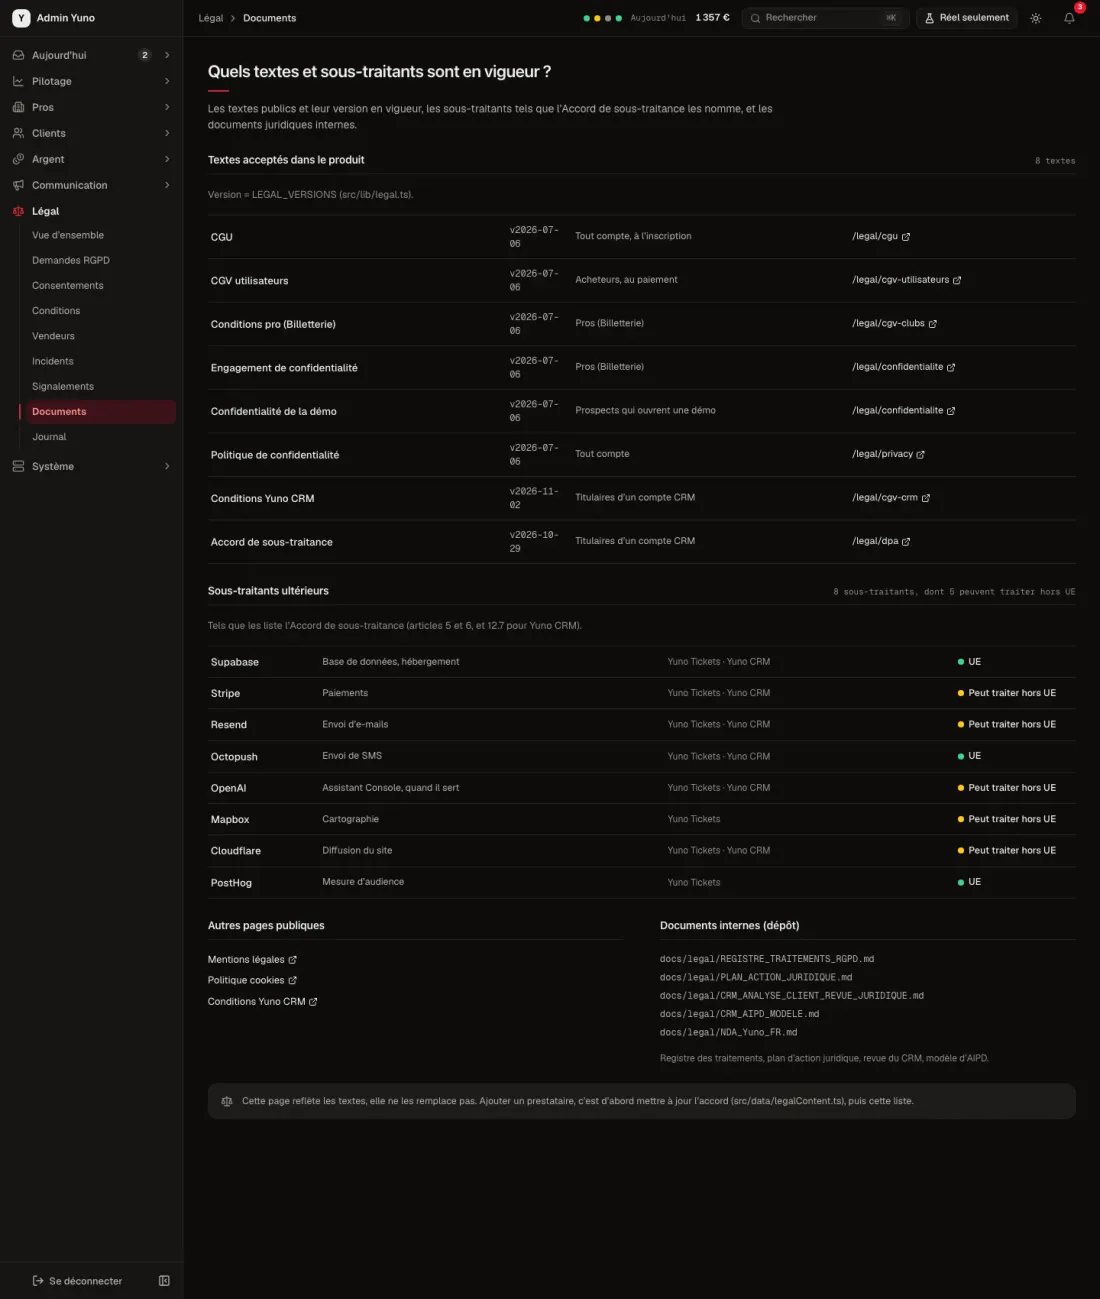 Y Admin Yuno
Légal > Documents
Aujourd'hui 1 357 €
Rechercher ⌘K
Réel seulement
3
Aujourd'hui 2
Pilotage
Pros
Clients
Argent
Communication
Légal
Vue d'ensemble
Demandes RGPD
Consentements
Conditions
Vendeurs
Incidents
Signalements
Documents
Journal
Système
Quels textes et sous-traitants sont en vigueur ?
Les textes publics et leur version en vigueur, les sous-traitants tels que l'Accord de sous-traitance les nomme, et les
documents juridiques internes.
Textes acceptés dans le produit 8 textes
Version = LEGAL_VERSIONS (src/lib/legal.ts).
CGU v2026-07-06 Tout compte, à l'inscription /legal/cgu
CGV utilisateurs v2026-07-06 Acheteurs, au paiement /legal/cgv-utilisateurs
Conditions pro (Billetterie) v2026-07-06 Pros (Billetterie) /legal/cgv-clubs
Engagement de confidentialité v2026-07-06 Pros (Billetterie) /legal/confidentialite
Confidentialité de la démo v2026-07-06 Prospects qui ouvrent une démo /legal/confidentialite
Politique de confidentialité v2026-07-06 Tout compte /legal/privacy
Conditions Yuno CRM v2026-11-02 Titulaires d'un compte CRM /legal/cgv-crm
Accord de sous-traitance v2026-10-29 Titulaires d'un compte CRM /legal/dpa
Sous-traitants ultérieurs 8 sous-traitants, dont 5 peuvent traiter hors UE
Tels que les liste l'Accord de sous-traitance (articles 5 et 6, et 12.7 pour Yuno CRM).
Supabase Base de données, hébergement Yuno Tickets · Yuno CRM UE
Stripe Paiements Yuno Tickets · Yuno CRM Peut traiter hors UE
Resend Envoi d'e-mails Yuno Tickets · Yuno CRM Peut traiter hors UE
Octopush Envoi de SMS Yuno Tickets · Yuno CRM UE
OpenAI Assistant Console, quand il sert Yuno Tickets · Yuno CRM Peut traiter hors UE
Mapbox Cartographie Yuno Tickets Peut traiter hors UE
Cloudflare Diffusion du site Yuno Tickets · Yuno CRM Peut traiter hors UE
PostHog Mesure d'audience Yuno Tickets UE
Autres pages publiques
Mentions légales
Politique cookies
Conditions Yuno CRM
Documents internes (dépôt)
docs/legal/REGISTRE_TRAITEMENTS_RGPD.md
docs/legal/PLAN_ACTION_JURIDIQUE.md
docs/legal/CRM_ANALYSE_CLIENT_REVUE_JURIDIQUE.md
docs/legal/CRM_AIPD_MODELE.md
docs/legal/NDA_Yuno_FR.md
Registre des traitements, plan d'action juridique, revue du CRM, modèle d'AIPD.
Cette page reflète les textes, elle ne les remplace pas. Ajouter un prestataire, c'est d'abord mettre à jour l'accord (src/data/legalContent.ts), puis cette liste.
Se déconnecter